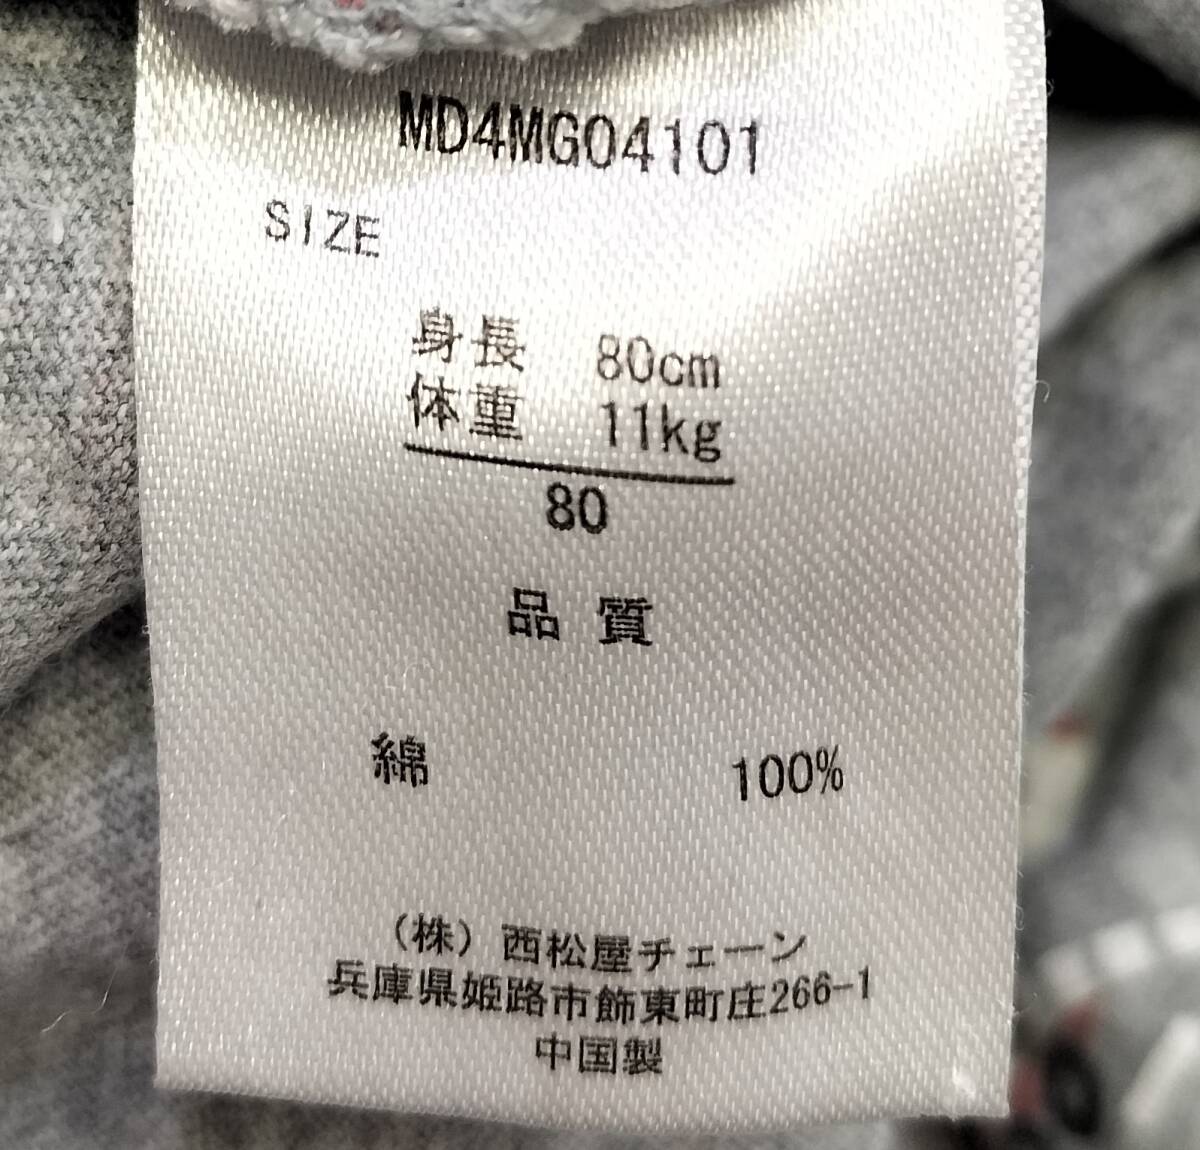 MD4MG04101
SIZE
身長 80cm
体重 11kg
80
品質
綿 100%
（株）西松屋チェーン
兵庫県姫路市飾東町庄266-1
中国製